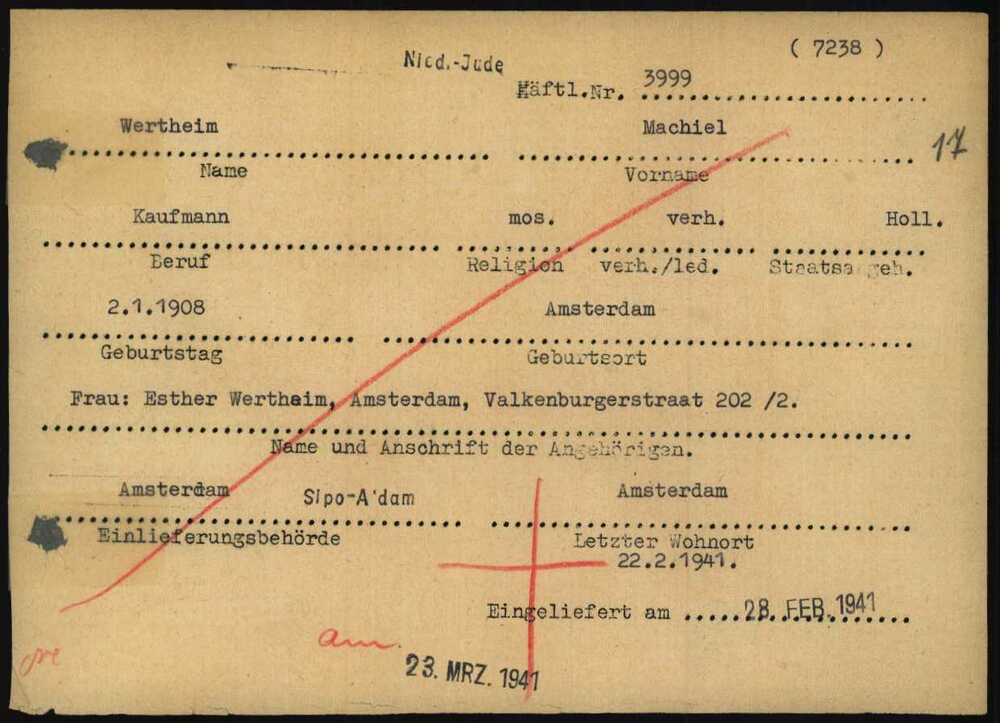 ( 7238 )
Nied.-Jude
Häftl.Nr. 3999
Wertheim Machiel
17
Name Vorname
Kaufmann mos. verh. Holl.
Beruf Religion verh./led. Staatsangeh.
2.1.1908 Amsterdam
Geburtstag Geburtsort
Frau: Esther Wertheim, Amsterdam, Valkenburgerstraat 202 /2.
Name und Anschrift der Angehörigen.
Amsterdam Sipo-A'dam Amsterdam
Einlieferungsbehörde Letzter Wohnort
22.2.1941.
Eingeliefert am 28. FEB. 1941
am
23. MRZ. 1941